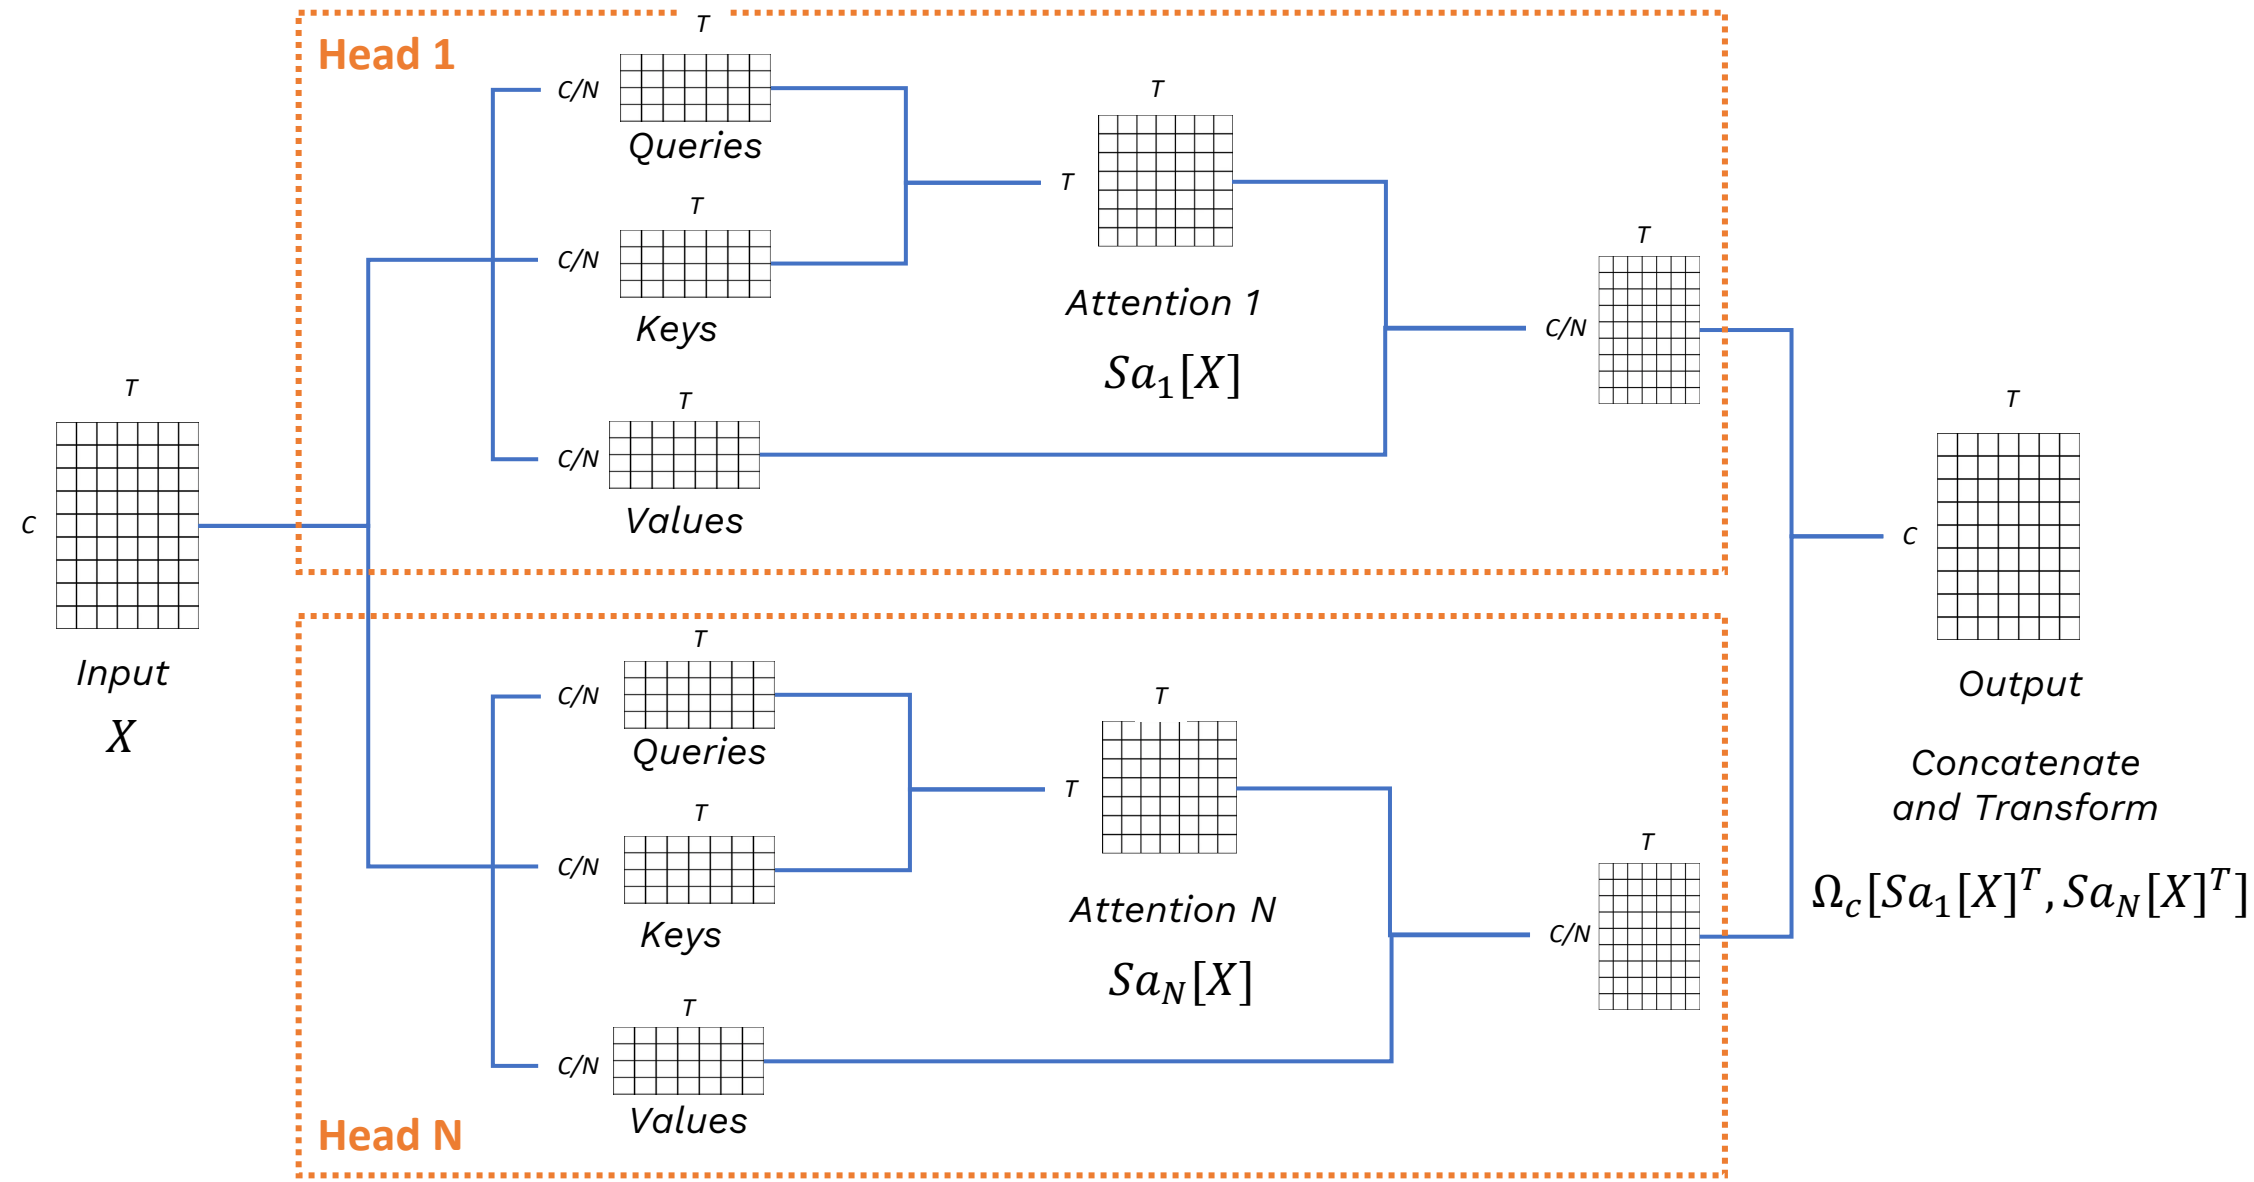 T
Head 1
C/N
Queries
T
C/N
Keys
T
C/N
Values
T
T
Attention 1
Sa₁[X]
T
C/N
T
C
Input
X
T
C
Output
Concatenate
and Transform
Ω_c[Sa₁[X]^T, Sa_N[X]^T]
T
C/N
Queries
T
C/N
Keys
T
C/N
Values
T
T
Attention N
Sa_N[X]
T
C/N
Head N